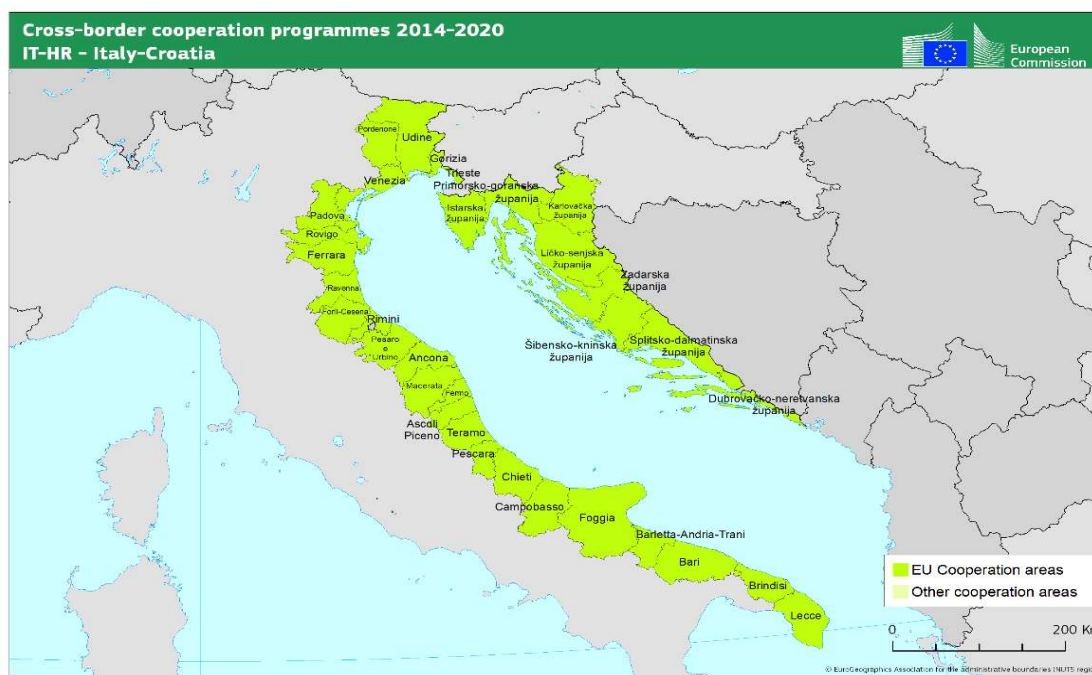 Cross-border cooperation programmes 2014-2020
IT-HR - Italy-Croatia
European
Commission
Pordenone
Udine
Gorizia
Trieste
Venezia
Primorsko-goranska
županija
Istarska
županija
Karlovačka
županija
Padova
Rovigo
Ferrara
Ličko-senjska
županija
Zadarska
županija
Ravenna
Forlì-Cesena
Rimini
Pesaro
e
Urbino
Ancona
Šibensko-kninska
županija
Splitsko-dalmatinska
županija
Macerata
Fermo
Dubrovačko-neretvanska
županija
Ascoli
Piceno
Teramo
Pescara
Chieti
Campobasso
Foggia
Barletta-Andria-Trani
Bari
Brindisi
Lecce
EU Cooperation areas
Other cooperation areas
0
200 K
© EuroGeographics Association for the administrative boundaries (NUTS regio